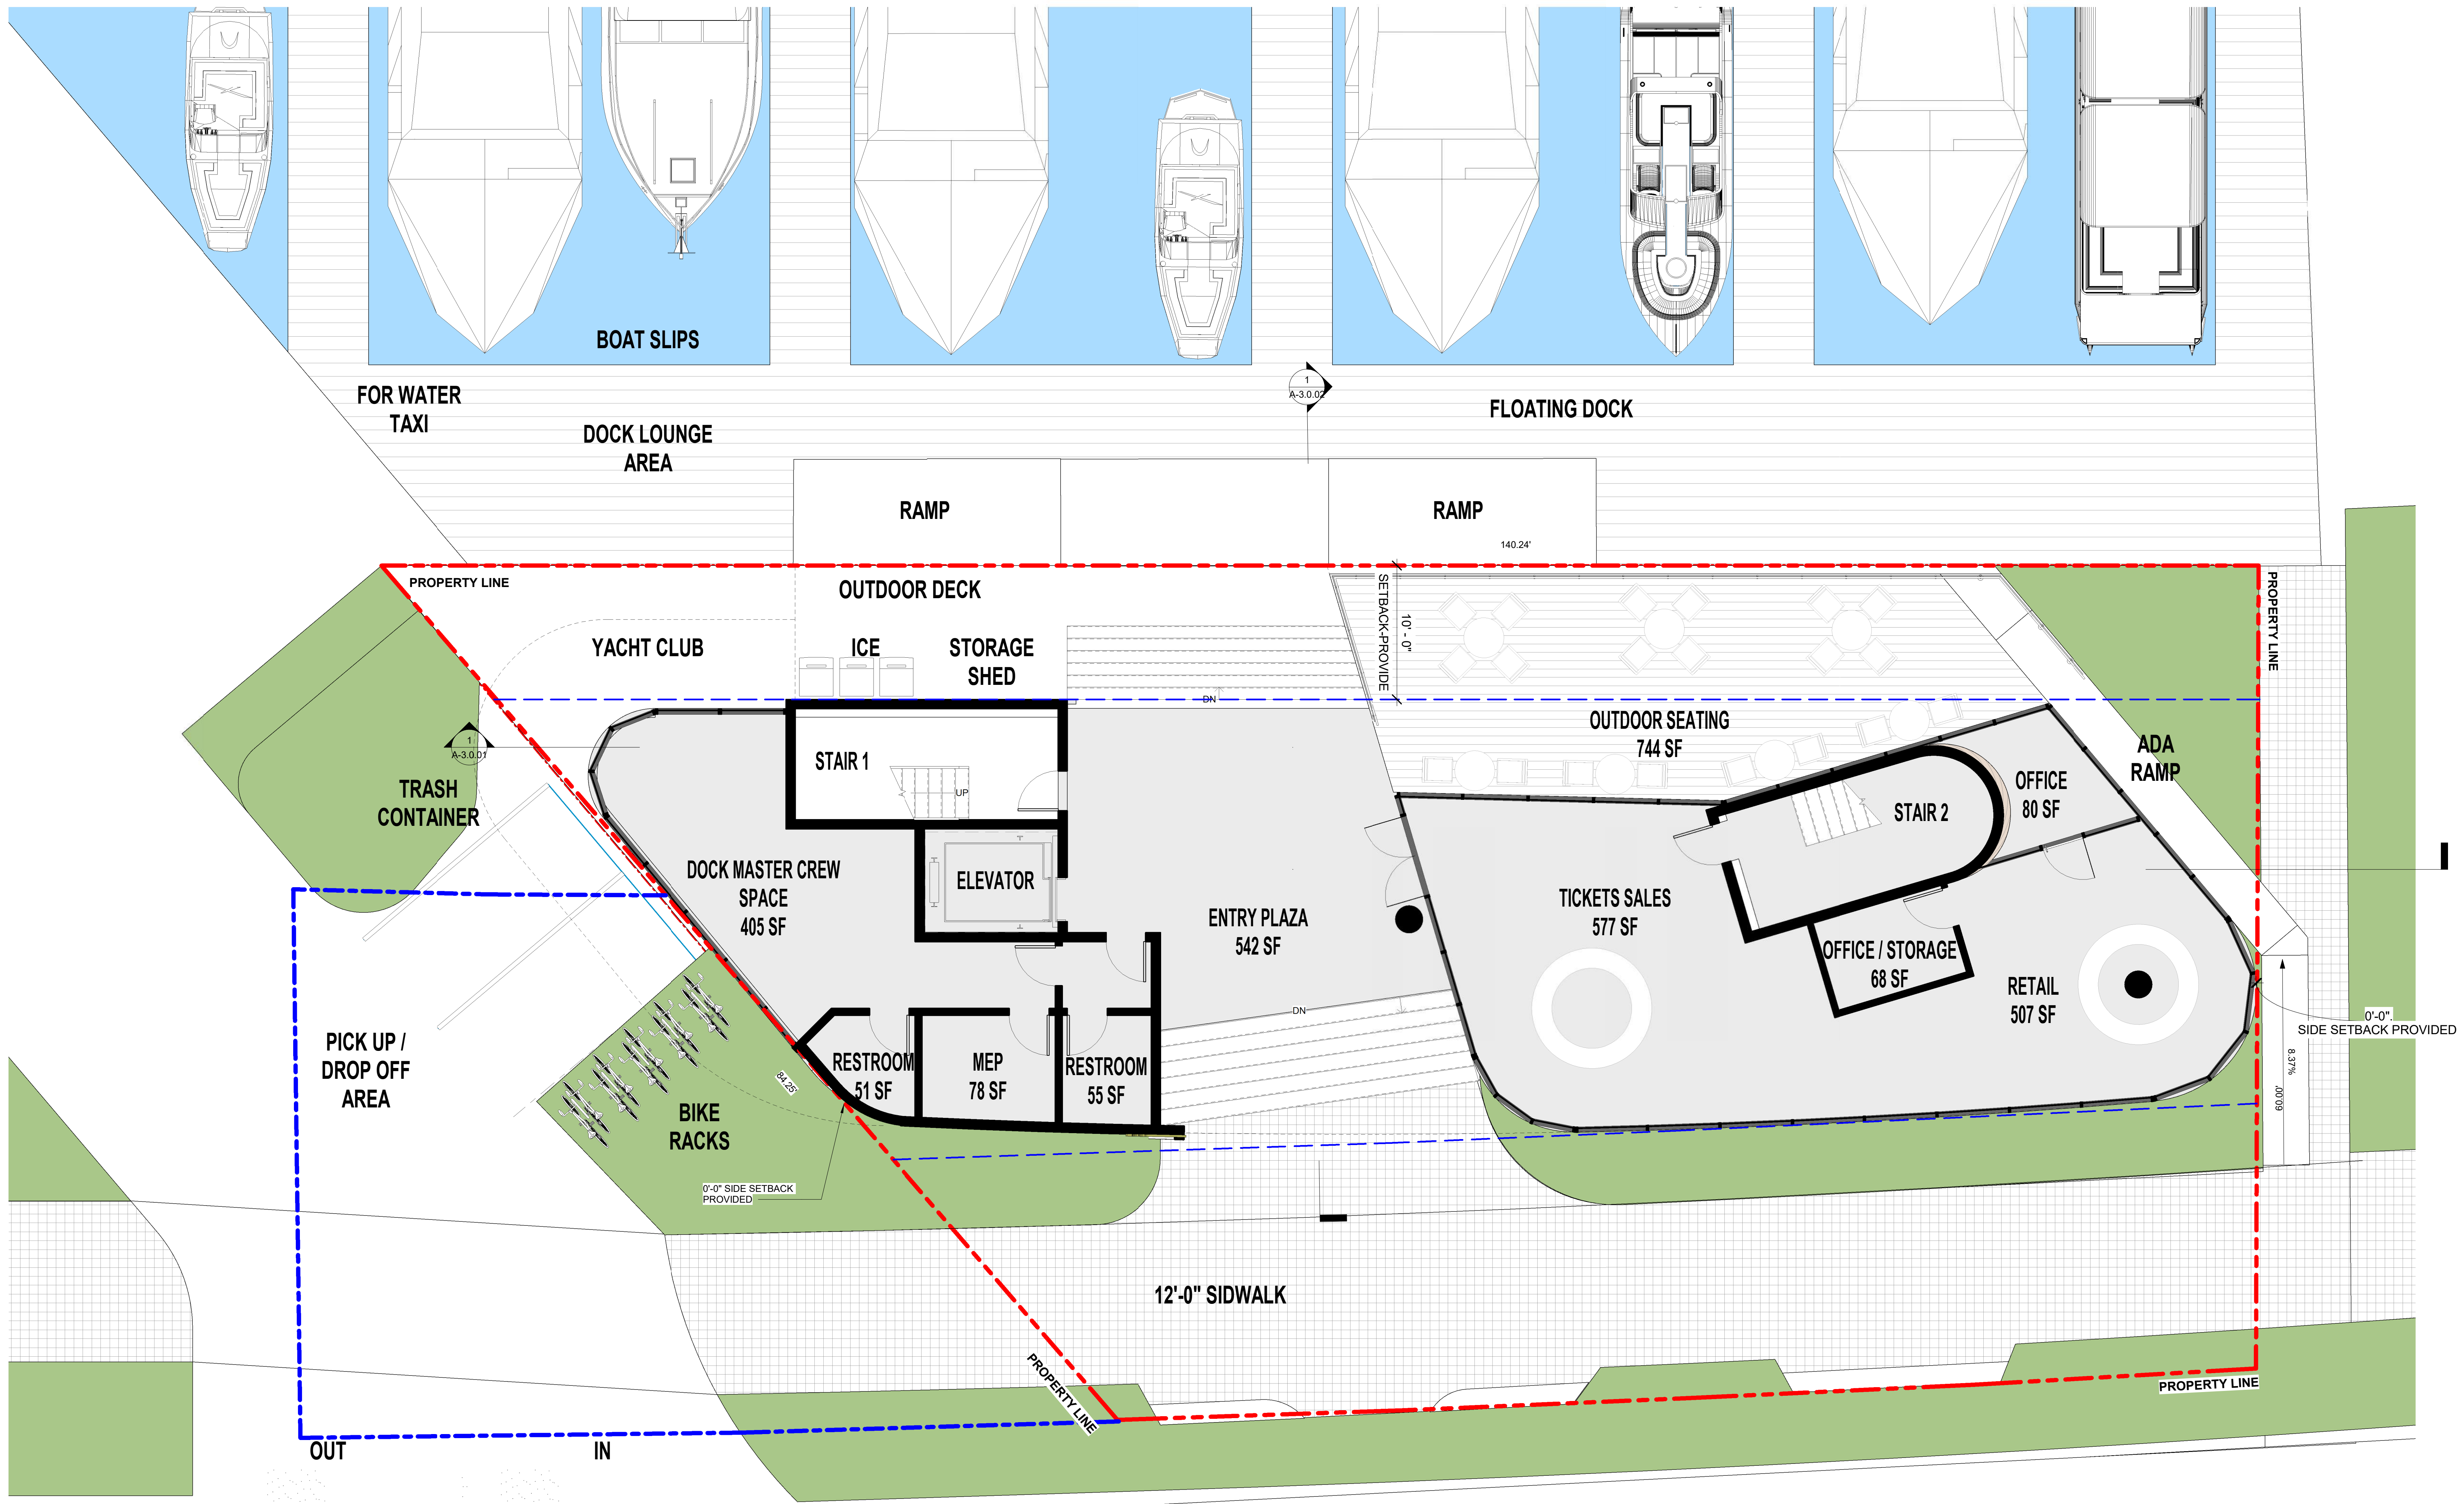 BOAT SLIPS
FOR WATER
TAXI
1
A-3.0.02
FLOATING DOCK
DOCK LOUNGE
AREA
RAMP
RAMP
140.24'
PROPERTY LINE
OUTDOOR DECK
SETBACK-PROVIDE
10' - 0"
PROPERTY LINE
YACHT CLUB
ICE
STORAGE
SHED
DN
OUTDOOR SEATING
744 SF
1
A-3.0.01
STAIR 1
UP
ADA
RAMP
TRASH
CONTAINER
OFFICE
80 SF
STAIR 2
DOCK MASTER CREW
SPACE
405 SF
ELEVATOR
ENTRY PLAZA
542 SF
TICKETS SALES
577 SF
OFFICE / STORAGE
68 SF
RETAIL
507 SF
DN
0'-0".
SIDE SETBACK PROVIDED
8.37%
60.00'
PICK UP /
DROP OFF
AREA
RESTROOM
51 SF
MEP
78 SF
RESTROOM
55 SF
84.25'
BIKE
RACKS
0'-0" SIDE SETBACK
PROVIDED
12'-0" SIDWALK
PROPERTY LINE
PROPERTY LINE
OUT
IN